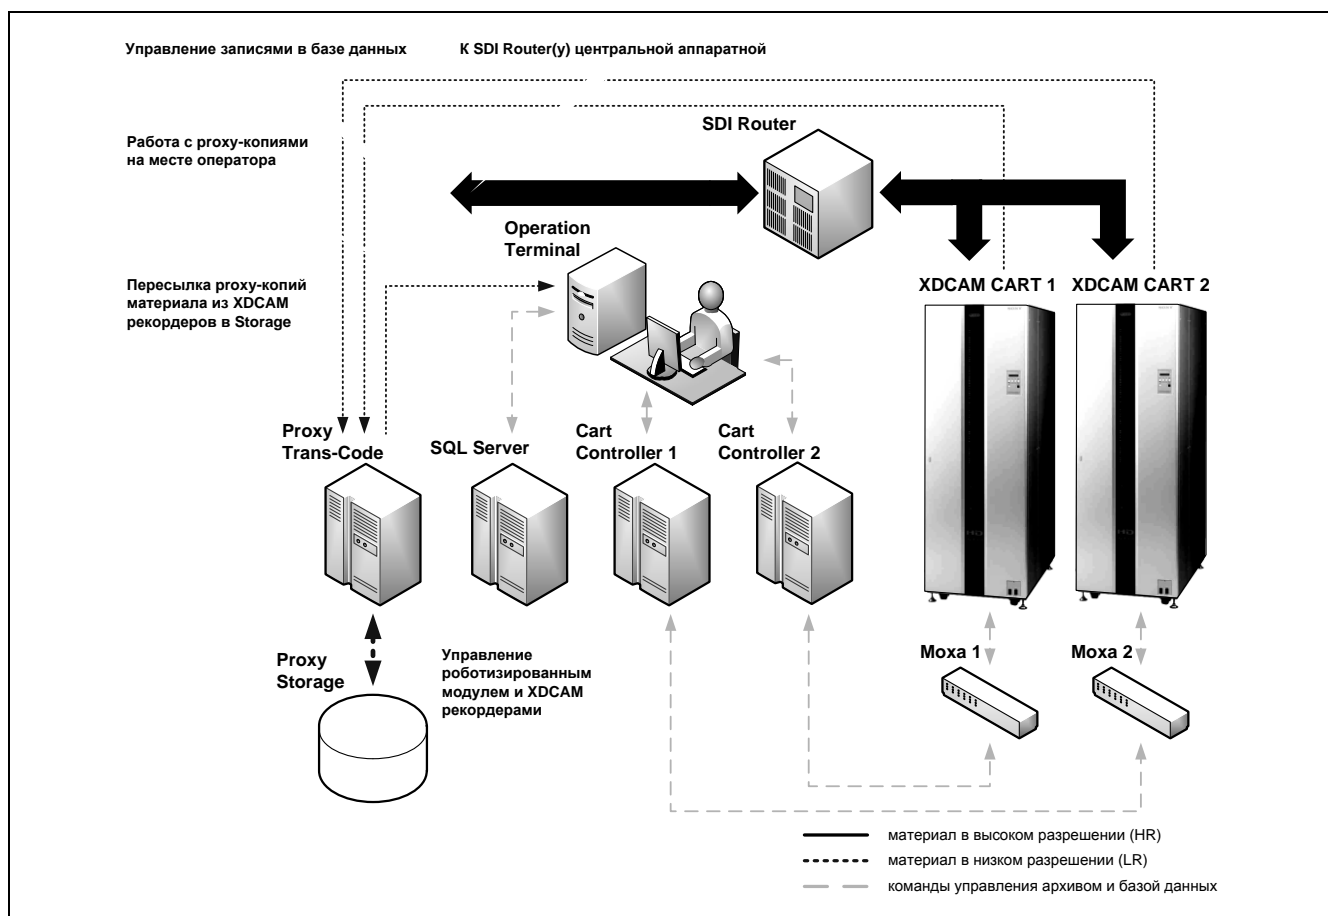 Управление записями в базе данных
К SDI Router(у) центральной аппаратной
SDI Router
Работа с proxy-копиями
на месте оператора
Operation
Terminal
XDCAM CART 1
XDCAM CART 2
Пересылка proxy-копий
материала из XDCAM
рекордеров в Storage
Proxy
Trans-Code
SQL Server
Cart
Controller 1
Cart
Controller 2
Proxy
Storage
Управление
роботизированным
модулем и XDCAM
рекордерами
Moxa 1
Moxa 2
материал в высоком разрешении (HR)
материал в низком разрешении (LR)
команды управления архивом и базой данных